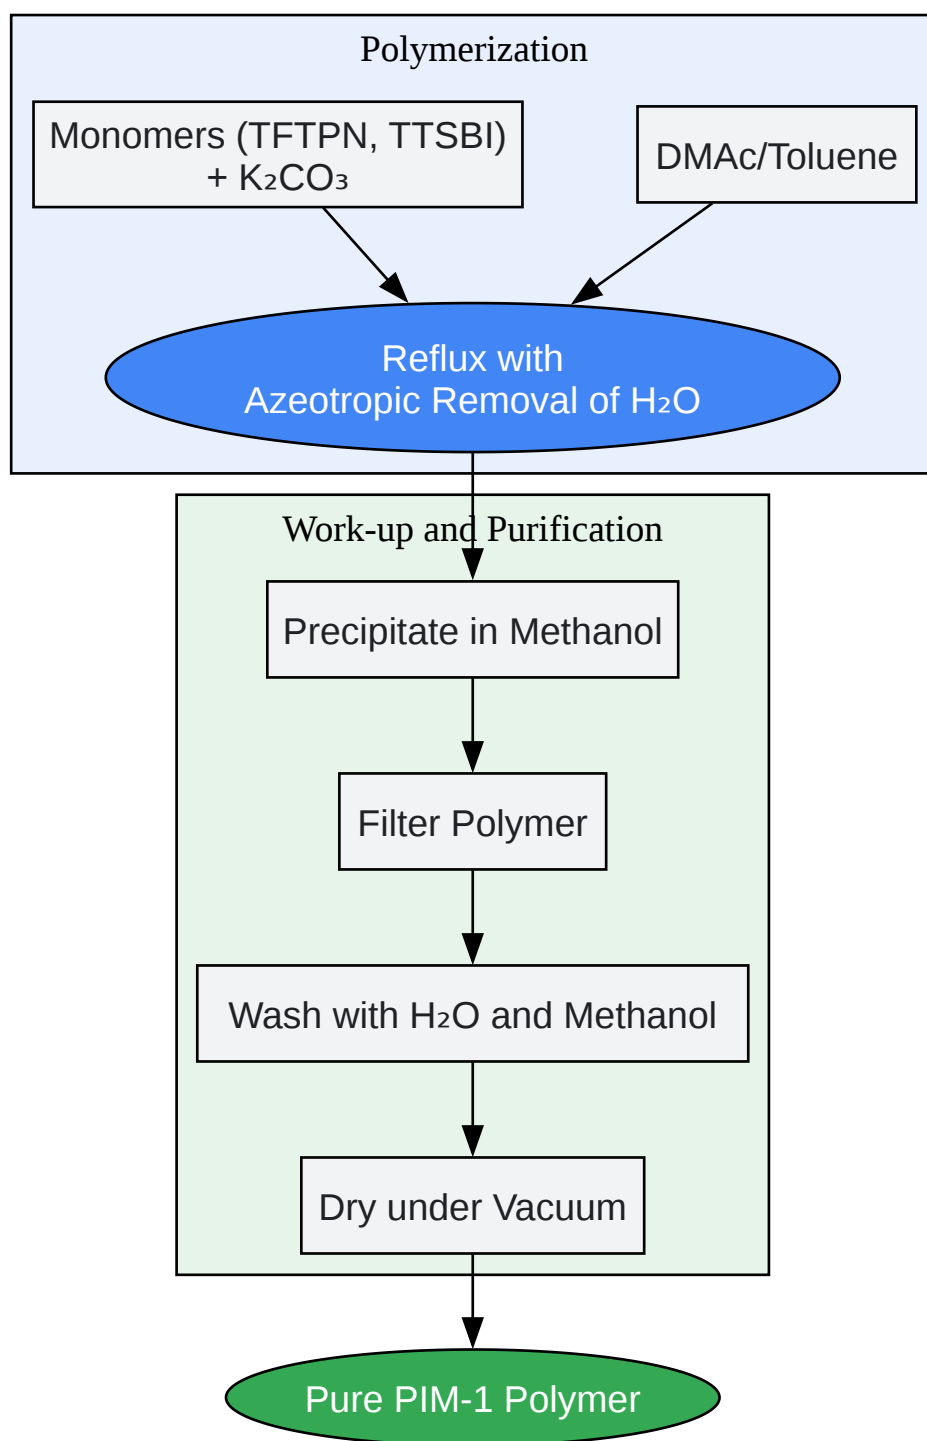 Polymerization
Monomers (TFTPN, TTSBI)
+ K₂CO₃
DMAc/Toluene
Reflux with
Azeotropic Removal of H₂O
Work-up and Purification
Precipitate in Methanol
Filter Polymer
Wash with H₂O and Methanol
Dry under Vacuum
Pure PIM-1 Polymer